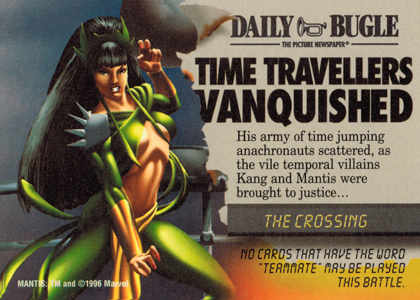 DAILY BUGLE
THE PICTURE NEWSPAPER®
TIME TRAVELLERS
VANQUISHED
His army of time jumping
anachronauts scattered, as
the vile temporal villains
Kang and Mantis were
brought to justice...
THE CROSSING
NO CARDS THAT HAVE THE WORD
"TEAMMATE" MAY BE PLAYED
THIS BATTLE.
MANTIS: TM and ©1996 Marvel